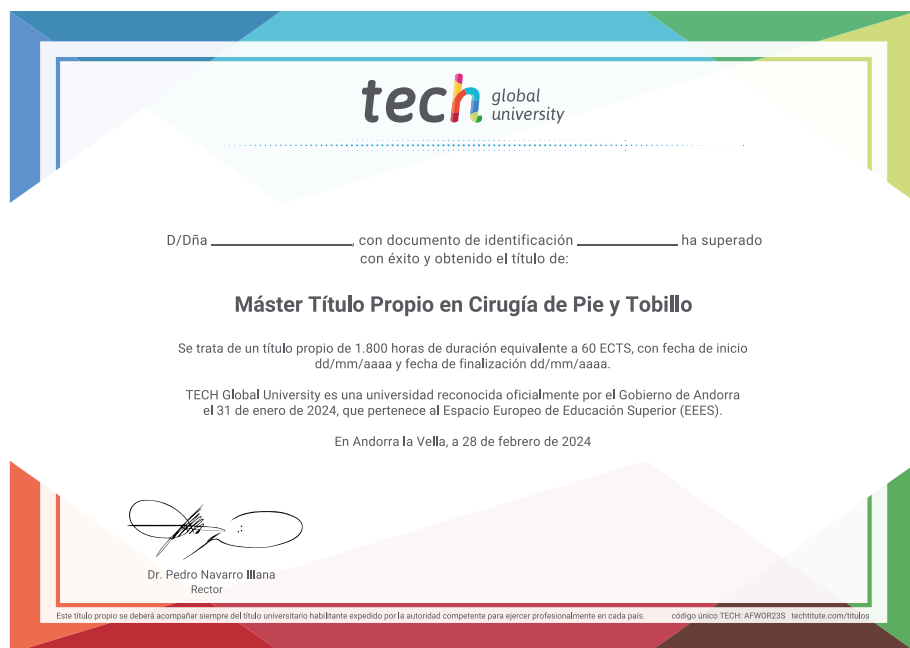 tech global university
D/Dña ____________________, con documento de identificación ______________ ha superado
con éxito y obtenido el título de:
Máster Título Propio en Cirugía de Pie y Tobillo
Se trata de un título propio de 1.800 horas de duración equivalente a 60 ECTS, con fecha de inicio
dd/mm/aaaa y fecha de finalización dd/mm/aaaa.
TECH Global University es una universidad reconocida oficialmente por el Gobierno de Andorra
el 31 de enero de 2024, que pertenece al Espacio Europeo de Educación Superior (EEES).
En Andorra la Vella, a 28 de febrero de 2024
Dr. Pedro Navarro Illana
Rector
Este título propio se deberá acompañar siempre del título universitario habilitante expedido por la autoridad competente para ejercer profesionalmente en cada país. código único TECH: AFWOR23S techtitute.com/titulos